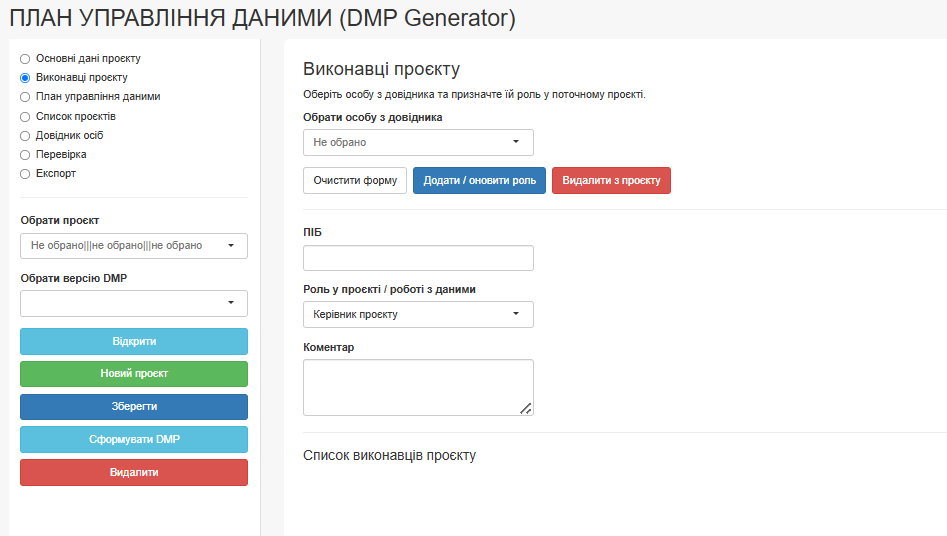 ПЛАН УПРАВЛІННЯ ДАНИМИ (DMP Generator)
Основні дані проєкту
Виконавці проєкту
План управління даними
Список проєктів
Довідник осіб
Перевірка
Експорт
Обрати проєкт
Не обрано|||не обрано|||не обрано
Обрати версію DMP
Відкрити
Новий проєкт
Зберегти
Сформувати DMP
Видалити
Виконавці проєкту
Оберіть особу з довідника та призначте їй роль у поточному проєкті.
Обрати особу з довідника
Не обрано
Очистити форму
Додати / оновити роль
Видалити з проєкту
ПІБ
Роль у проєкті / роботі з даними
Керівник проєкту
Коментар
Список виконавців проєкту